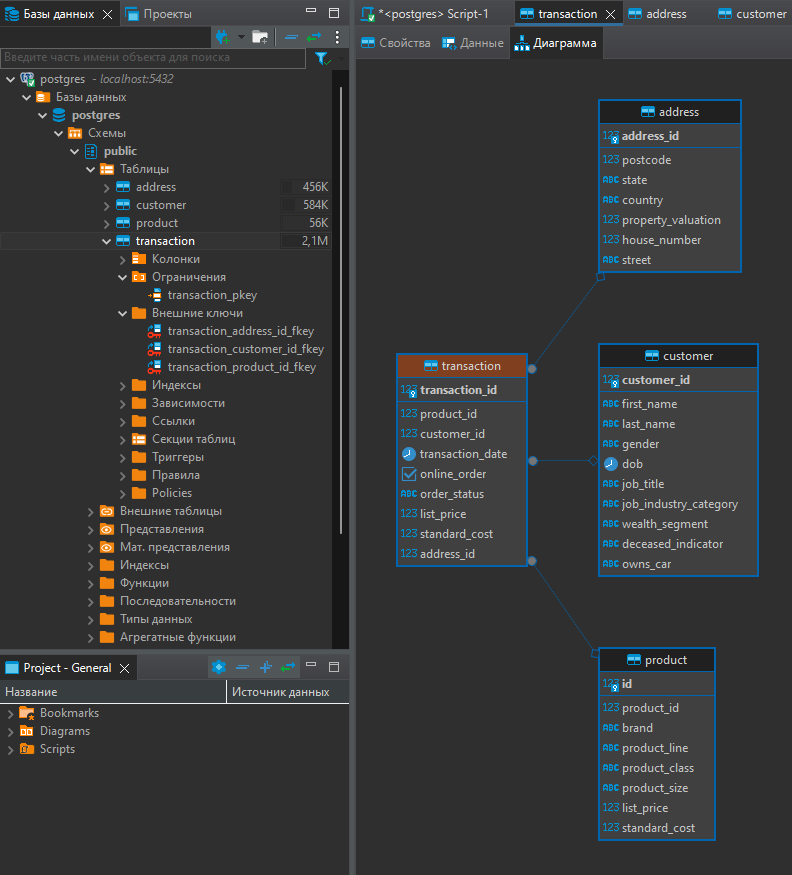 Базы данных
Проекты
Введите часть имени объекта для поиска
postgres - localhost:5432
Базы данных
postgres
Схемы
public
Таблицы
address 456K
customer 584K
product 56K
transaction 2,1M
Колонки
Ограничения
transaction_pkey
Внешние ключи
transaction_address_id_fkey
transaction_customer_id_fkey
transaction_product_id_fkey
Индексы
Зависимости
Ссылки
Секции таблиц
Триггеры
Правила
Policies
Внешние таблицы
Представления
Мат. представления
Индексы
Функции
Последовательности
Типы данных
Агрегатные функции
Project - General
Название Источник данных
Bookmarks
Diagrams
Scripts
*<postgres> Script-1 transaction address customer
Свойства Данные Диаграмма
address
123 address_id
123 postcode
ABC state
ABC country
123 property_valuation
123 house_number
ABC street
transaction
123 transaction_id
123 product_id
123 customer_id
transaction_date
online_order
ABC order_status
123 list_price
123 standard_cost
123 address_id
customer
123 customer_id
ABC first_name
ABC last_name
ABC gender
dob
ABC job_title
ABC job_industry_category
ABC wealth_segment
ABC deceased_indicator
ABC owns_car
product
123 id
123 product_id
ABC brand
ABC product_line
ABC product_class
ABC product_size
123 list_price
123 standard_cost